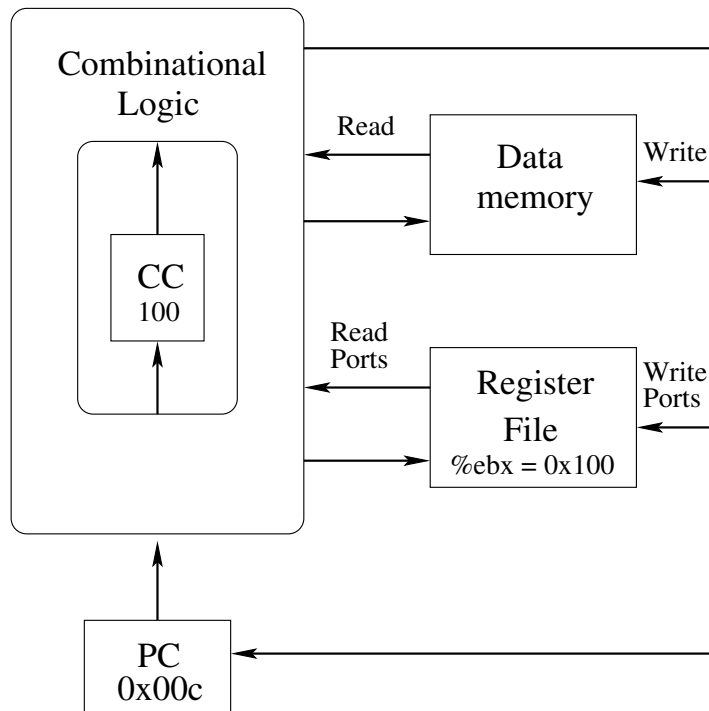 Combinational
Logic
CC
100
Read
Data
memory
Write
Read
Ports
Register
File
%ebx = 0x100
Write
Ports
PC
0x00c